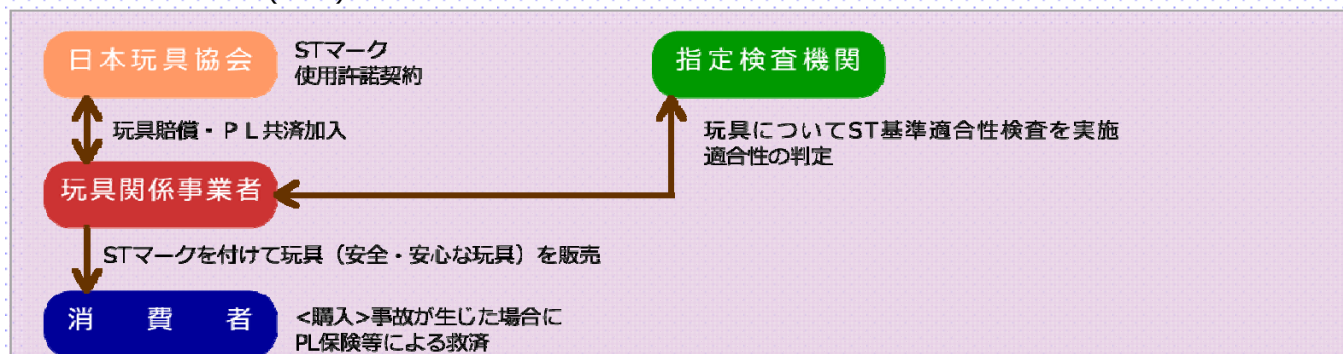 日本玩具協会
STマーク
使用許諾契約
指定検査機関
玩具賠償・ＰＬ共済加入
玩具についてST基準適合性検査を実施
適合性の判定
玩具関係事業者
STマークを付けて玩具（安全・安心な玩具）を販売
消　費　者
<購入>事故が生じた場合に
PL保険等による救済